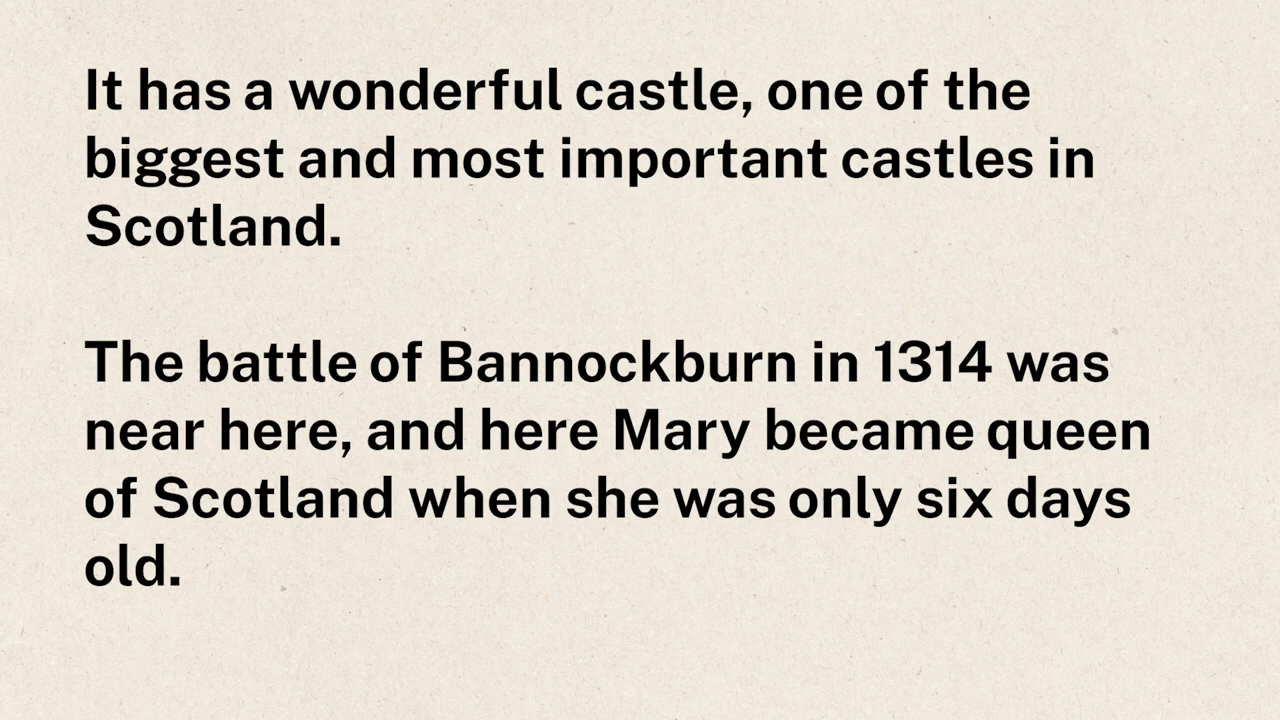 It has a wonderful castle, one of the
biggest and most important castles in
Scotland.
The battle of Bannockburn in 1314 was
near here, and here Mary became queen
of Scotland when she was only six days
old.